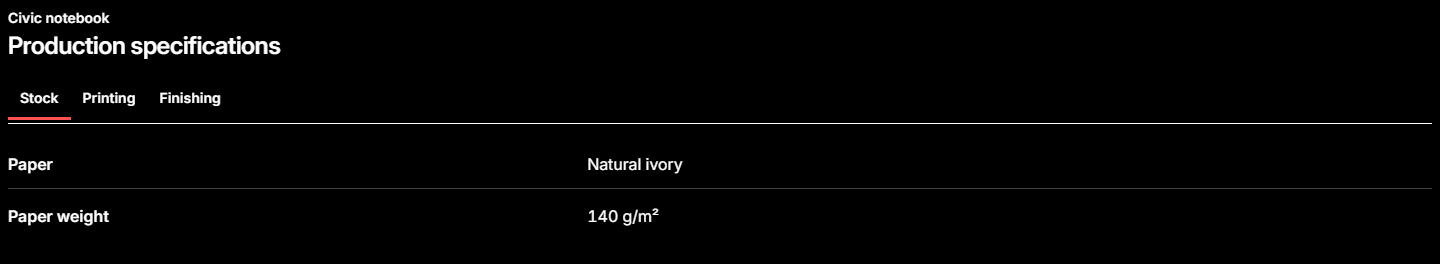 Civic notebook
Production specifications
Stock Printing Finishing
Paper Natural ivory
Paper weight 140 g/m²